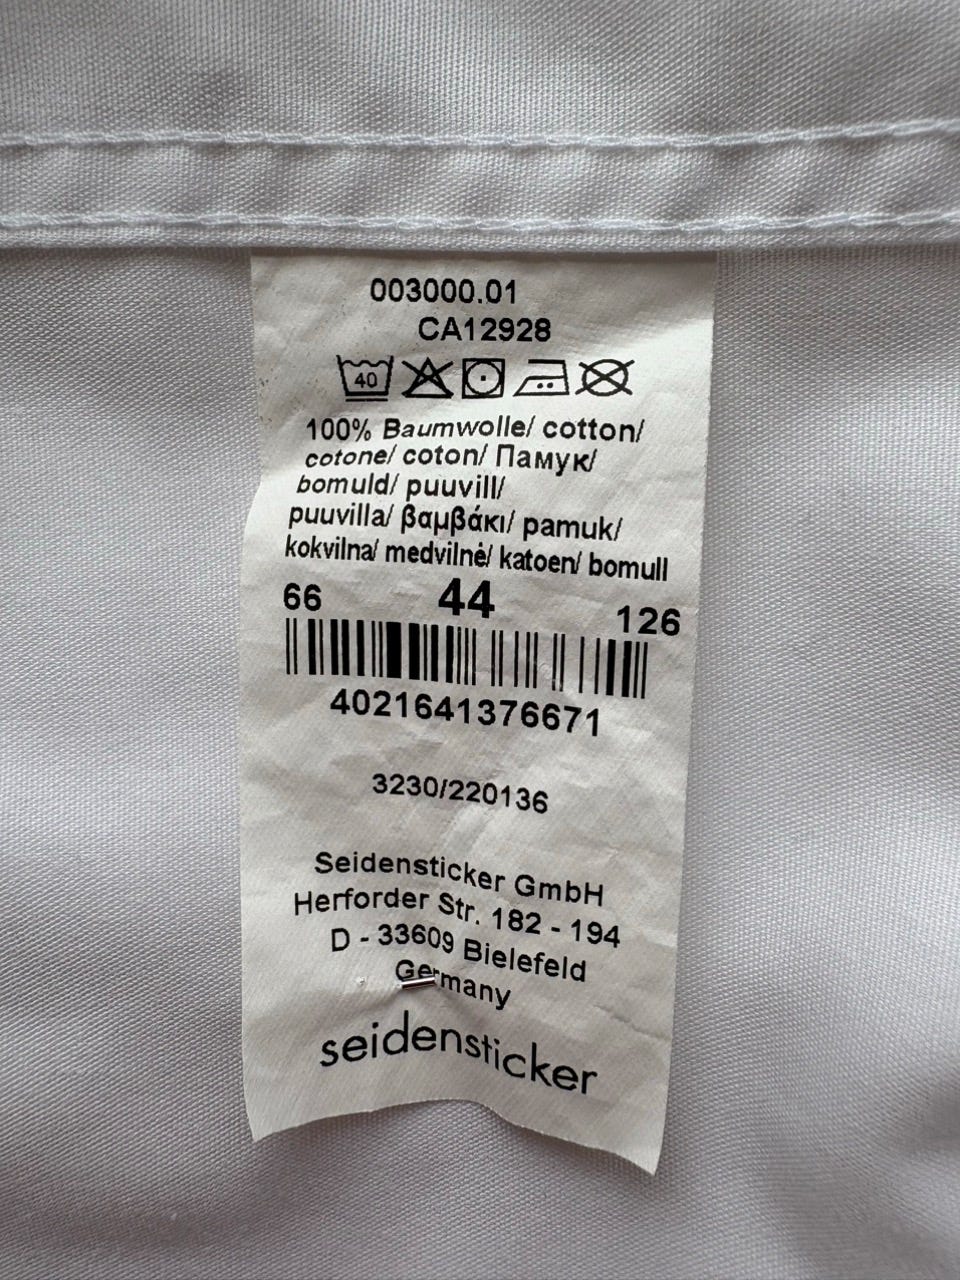 003000.01
CA12928
40
100% Baumwolle/ cotton/
cotone/ coton/ Памук/
bomuld/ puuvill/
puuvilla/ βαμβάκι/ pamuk/
kokvilna/ medvilnė/ katoen/ bomull
66 44 126
4021641376671
3230/220136
Seidensticker GmbH
Herforder Str. 182 - 194
D - 33609 Bielefeld
Germany
seidensticker